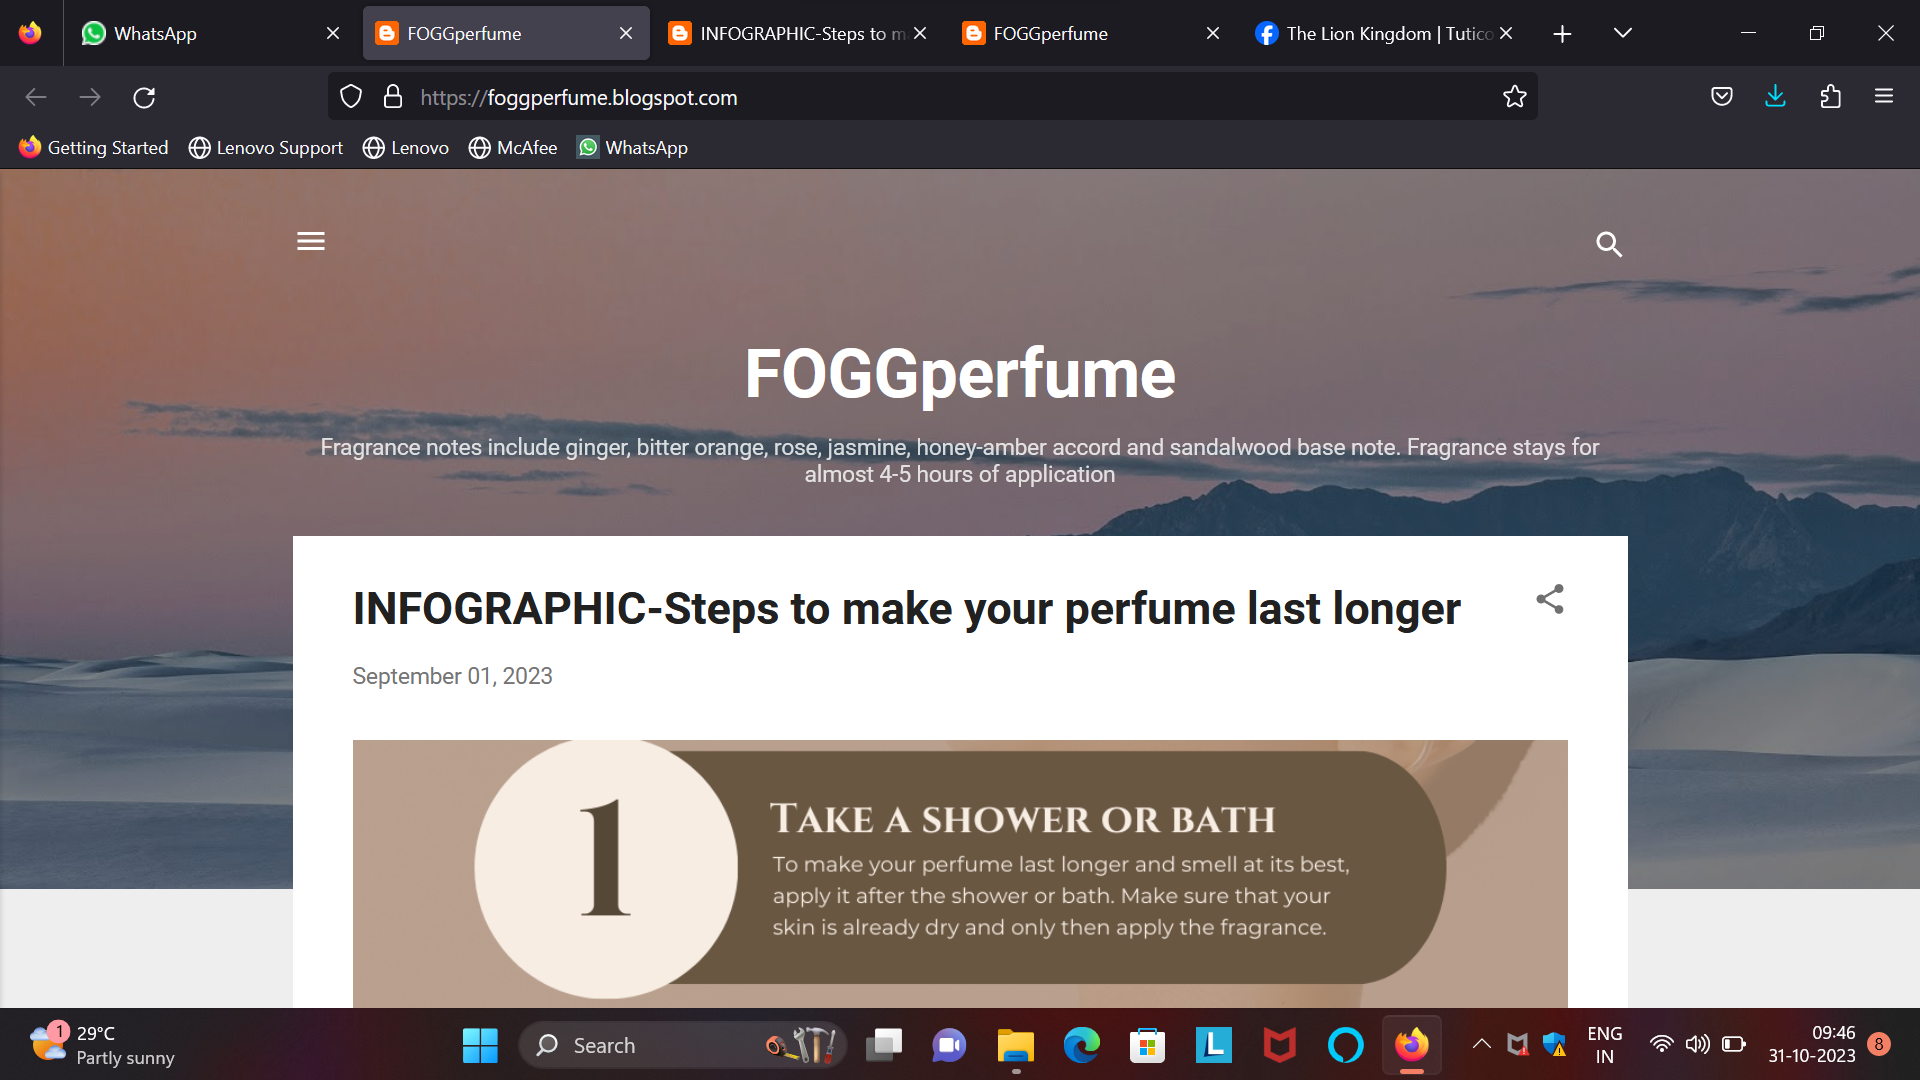 WhatsApp
FOGGperfume
INFOGRAPHIC-Steps to m
FOGGperfume
The Lion Kingdom | Tutico
https://foggperfume.blogspot.com
Getting Started
Lenovo Support
Lenovo
McAfee
WhatsApp
FOGGperfume
Fragrance notes include ginger, bitter orange, rose, jasmine, honey-amber accord and sandalwood base note. Fragrance stays for
almost 4-5 hours of application
INFOGRAPHIC-Steps to make your perfume last longer
September 01, 2023
1
TAKE A SHOWER OR BATH
To make your perfume last longer and smell at its best,
apply it after the shower or bath. Make sure that your
skin is already dry and only then apply the fragrance.
1
29°C
Partly sunny
Search
L
ENG
IN
09:46
31-10-2023
8